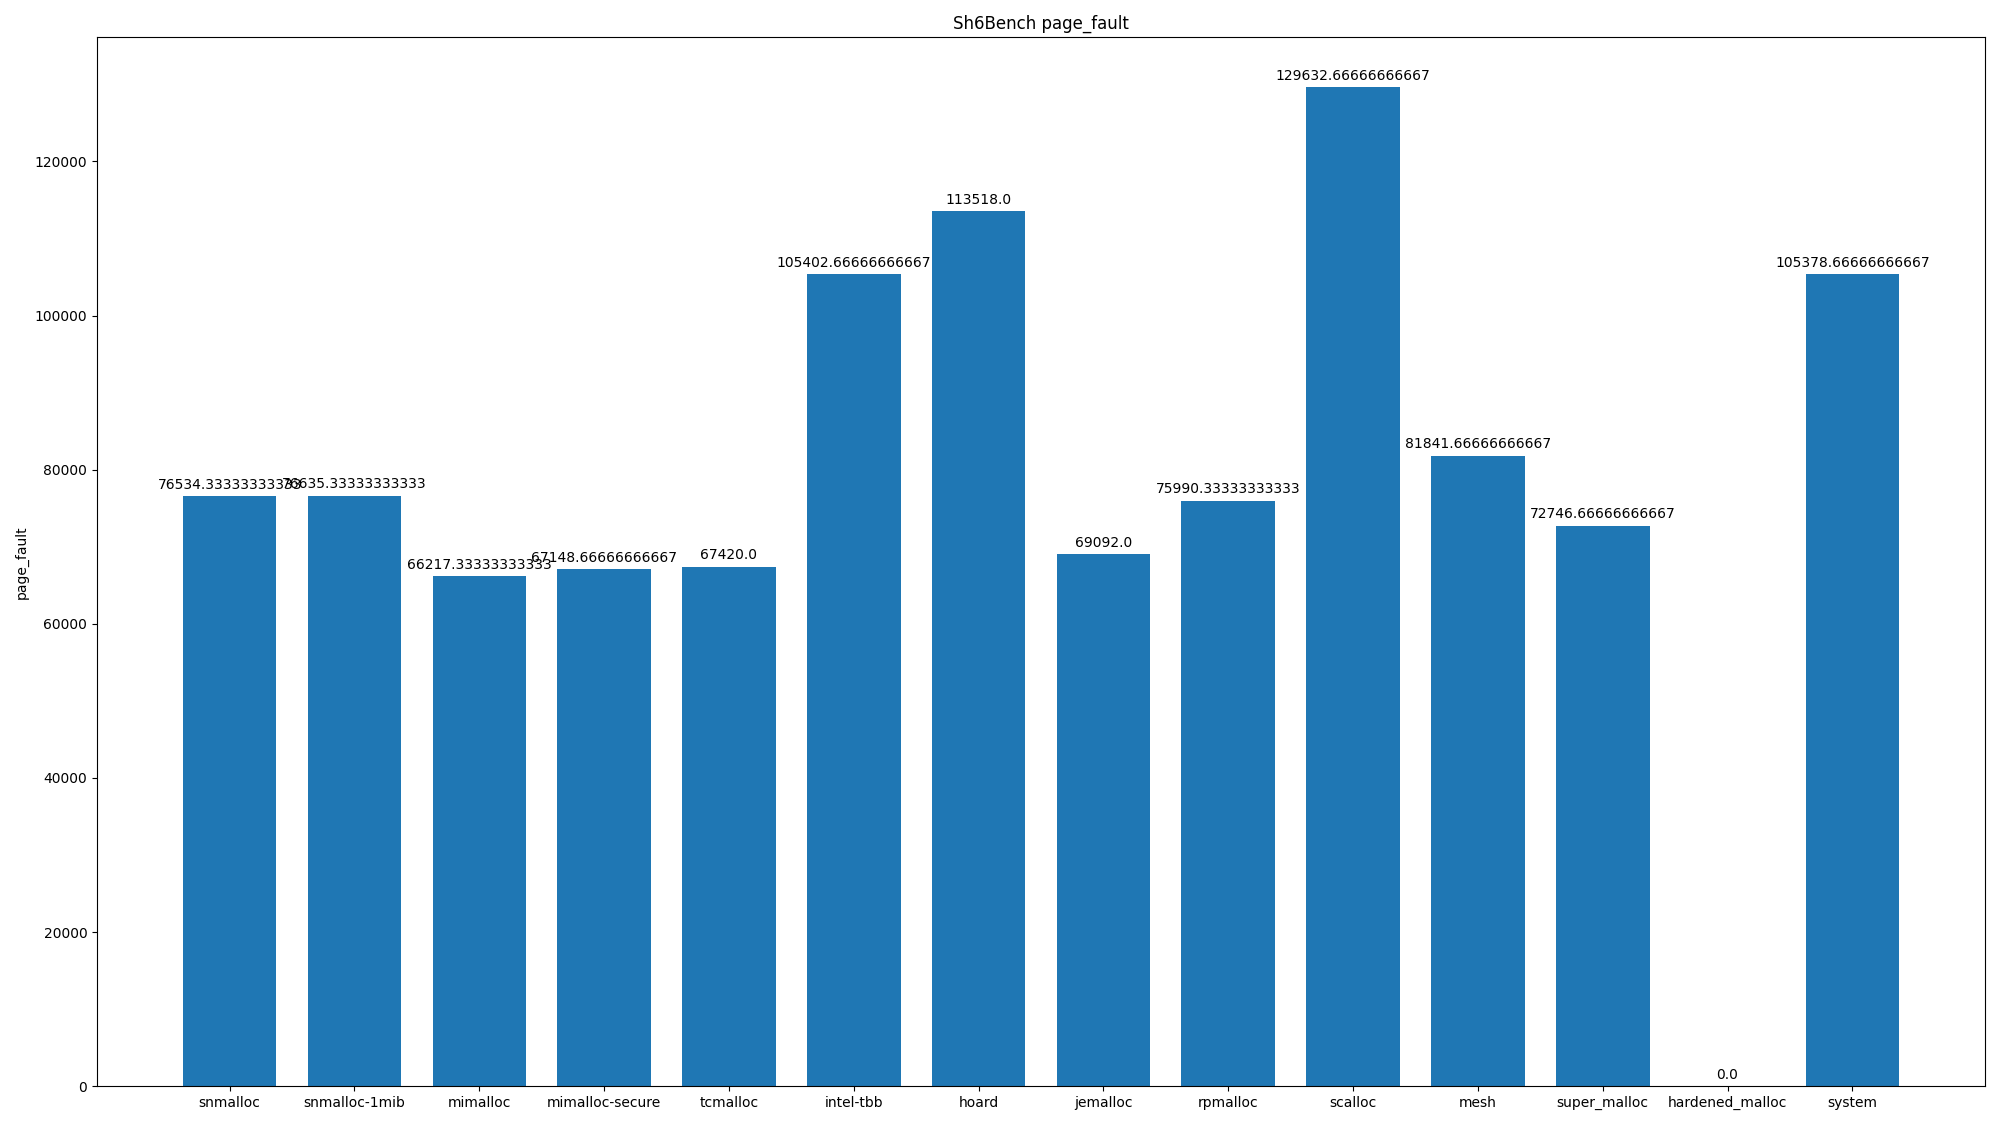 Sh6Bench page_fault
page_fault
120000
100000
80000
60000
40000
20000
0
76534.33333333333
76635.33333333333
66217.33333333333
67148.66666666667
67420.0
105402.66666666667
113518.0
69092.0
75990.33333333333
129632.66666666667
81841.66666666667
72746.66666666667
0.0
105378.66666666667
snmalloc
snmalloc-1mib
mimalloc
mimalloc-secure
tcmalloc
intel-tbb
hoard
jemalloc
rpmalloc
scalloc
mesh
super_malloc
hardened_malloc
system